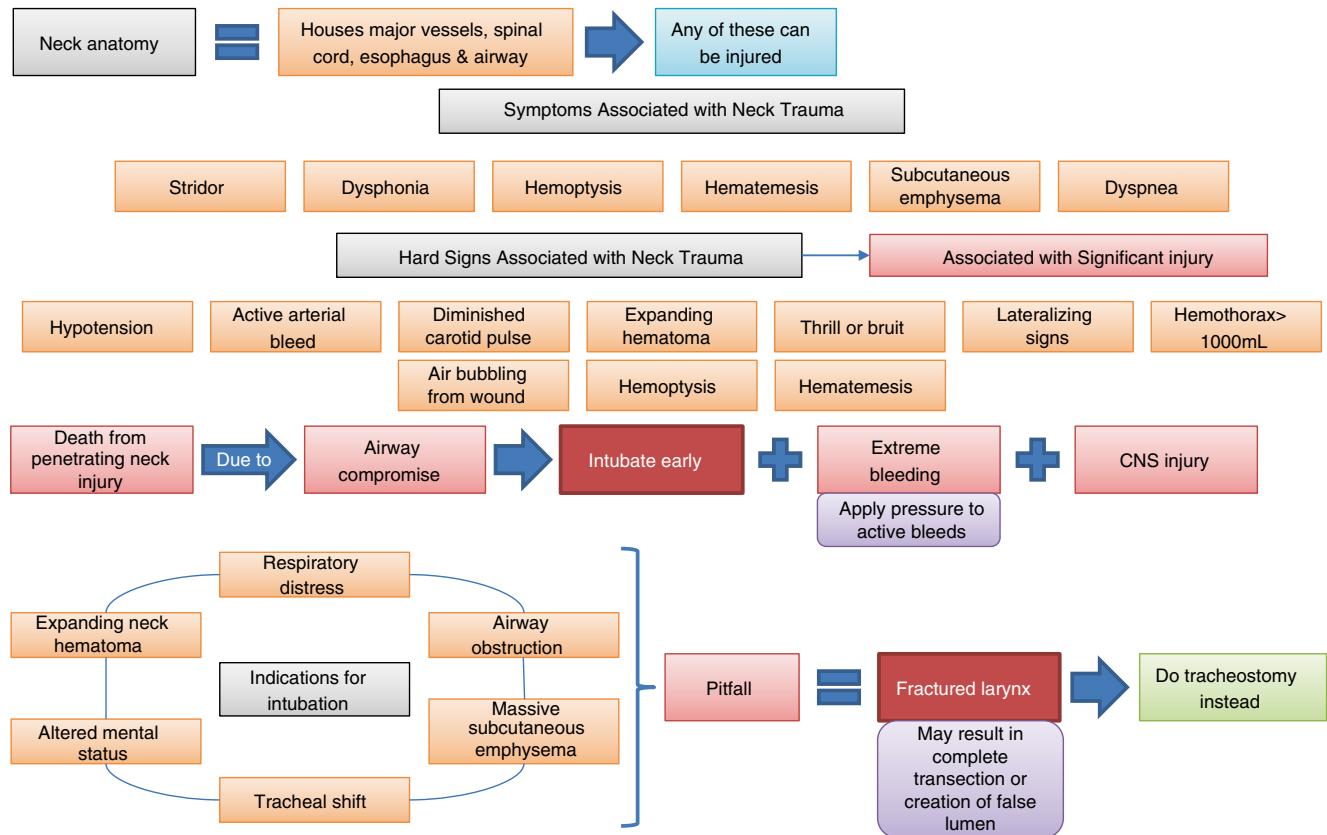 Neck anatomy
Houses major vessels, spinal
cord, esophagus & airway
Any of these can
be injured
Symptoms Associated with Neck Trauma
Stridor
Dysphonia
Hemoptysis
Hematemesis
Subcutaneous
emphysema
Dyspnea
Hard Signs Associated with Neck Trauma
Associated with Significant injury
Hypotension
Active arterial
bleed
Diminished
carotid pulse
Expanding
hematoma
Thrill or bruit
Lateralizing
signs
Hemothorax>
1000mL
Air bubbling
from wound
Hemoptysis
Hematemesis
Death from
penetrating neck
injury
Due to
Airway
compromise
Intubate early
Extreme
bleeding
Apply pressure to
active bleeds
CNS injury
Respiratory
distress
Expanding neck
hematoma
Airway
obstruction
Indications for
intubation
Altered mental
status
Massive
subcutaneous
emphysema
Tracheal shift
Pitfall
Fractured larynx
May result in
complete
transection or
creation of false
lumen
Do tracheostomy
instead